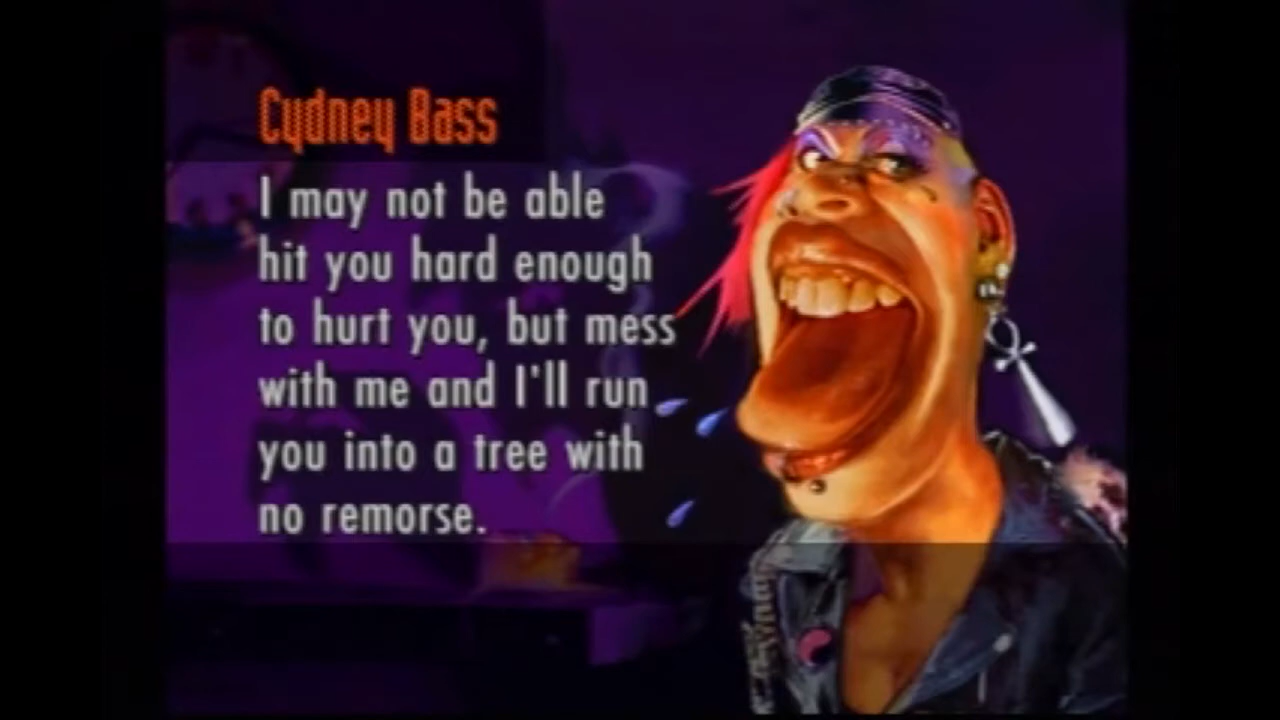 Cydney Bass
I may not be able
hit you hard enough
to hurt you, but mess
with me and I'll run
you into a tree with
no remorse.